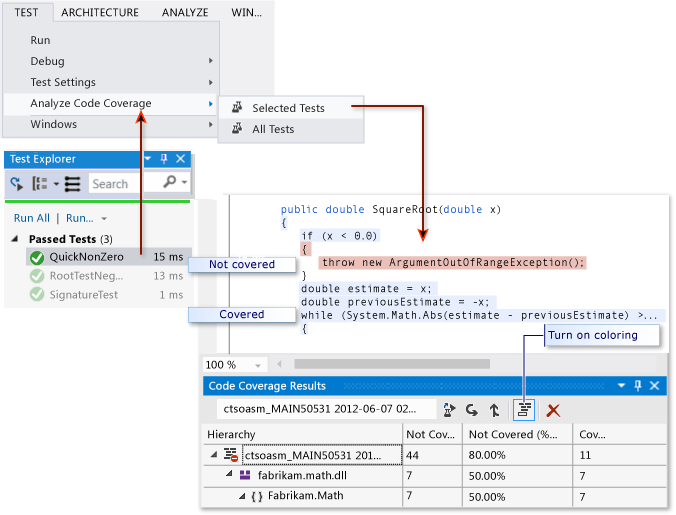 TEST ARCHITECTURE ANALYZE WIN...
Run
Debug
Test Settings
Analyze Code Coverage
Windows
Selected Tests
All Tests
Test Explorer
Search
Run All | Run...
Passed Tests (3)
QuickNonZero 15 ms
RootTestNeg... 13 ms
SignatureTest 1 ms
public double SquareRoot(double x)
{
if (x < 0.0)
{
Not covered
throw new ArgumentOutOfRangeException();
}
double estimate = x;
double previousEstimate = -x;
Covered
while (System.Math.Abs(estimate - previousEstimate) >...
{
Turn on coloring
100 %
Code Coverage Results
ctsoasm_MAIN50531 2012-06-07 02...
Hierarchy Not Cov... Not Covered (%... Cov...
ctsoasm_MAIN50531 201... 44 80.00% 11
fabrikam.math.dll 7 50.00% 7
{ } Fabrikam.Math 7 50.00% 7